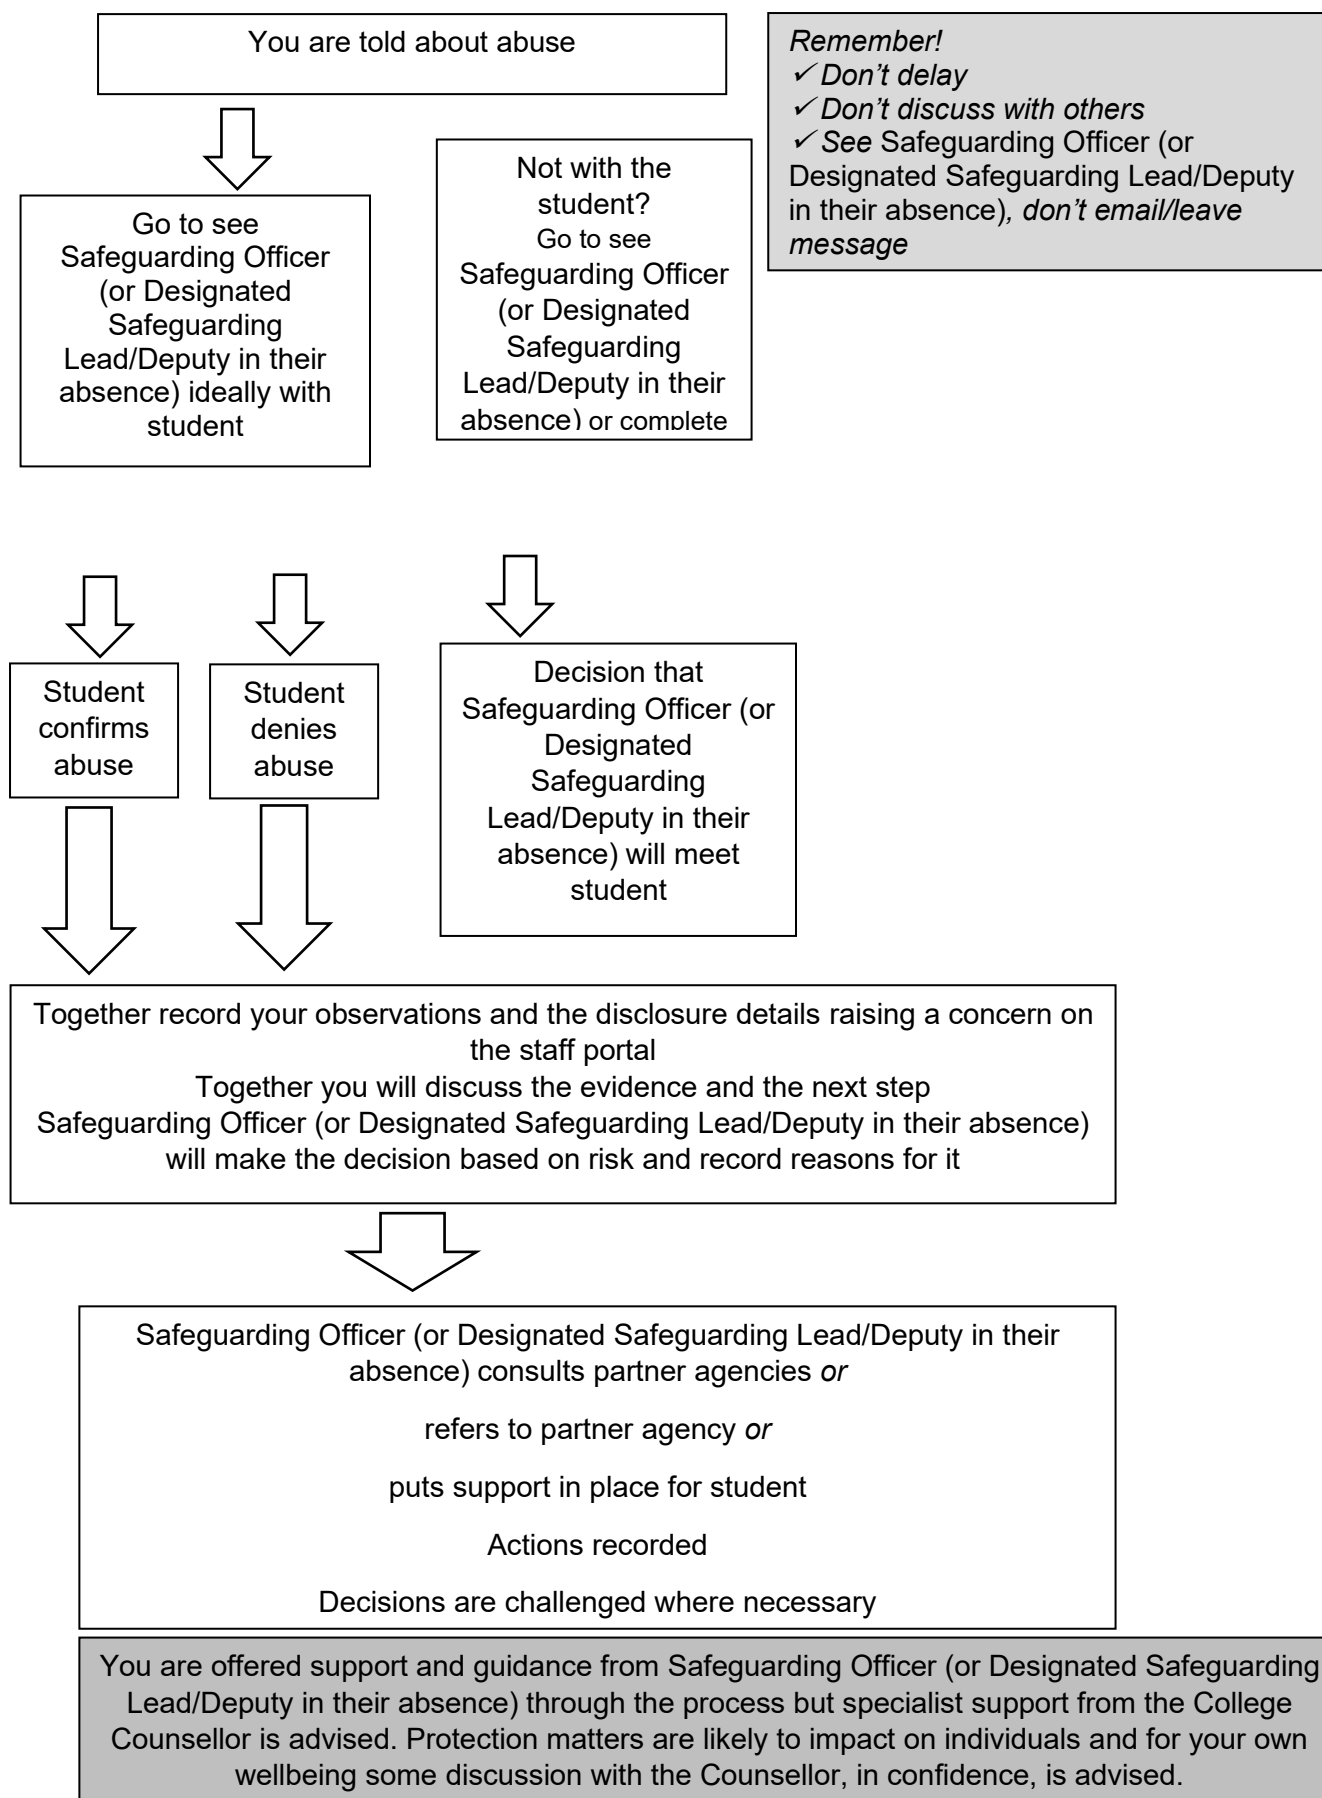 You are told about abuse
Remember!
✓ Don't delay
✓ Don't discuss with others
✓ See Safeguarding Officer (or
Designated Safeguarding Lead/Deputy
in their absence), don't email/leave
message
Go to see
Safeguarding Officer
(or Designated
Safeguarding
Lead/Deputy in their
absence) ideally with
student
Not with the
student?
Go to see
Safeguarding Officer
(or Designated
Safeguarding
Lead/Deputy in their
absence) or complete
Student
confirms
abuse
Student
denies
abuse
Decision that
Safeguarding Officer (or
Designated
Safeguarding
Lead/Deputy in their
absence) will meet
student
Together record your observations and the disclosure details raising a concern on
the staff portal
Together you will discuss the evidence and the next step
Safeguarding Officer (or Designated Safeguarding Lead/Deputy in their absence)
will make the decision based on risk and record reasons for it
Safeguarding Officer (or Designated Safeguarding Lead/Deputy in their
absence) consults partner agencies or
refers to partner agency or
puts support in place for student
Actions recorded
Decisions are challenged where necessary
You are offered support and guidance from Safeguarding Officer (or Designated Safeguarding
Lead/Deputy in their absence) through the process but specialist support from the College
Counsellor is advised. Protection matters are likely to impact on individuals and for your own
wellbeing some discussion with the Counsellor, in confidence, is advised.